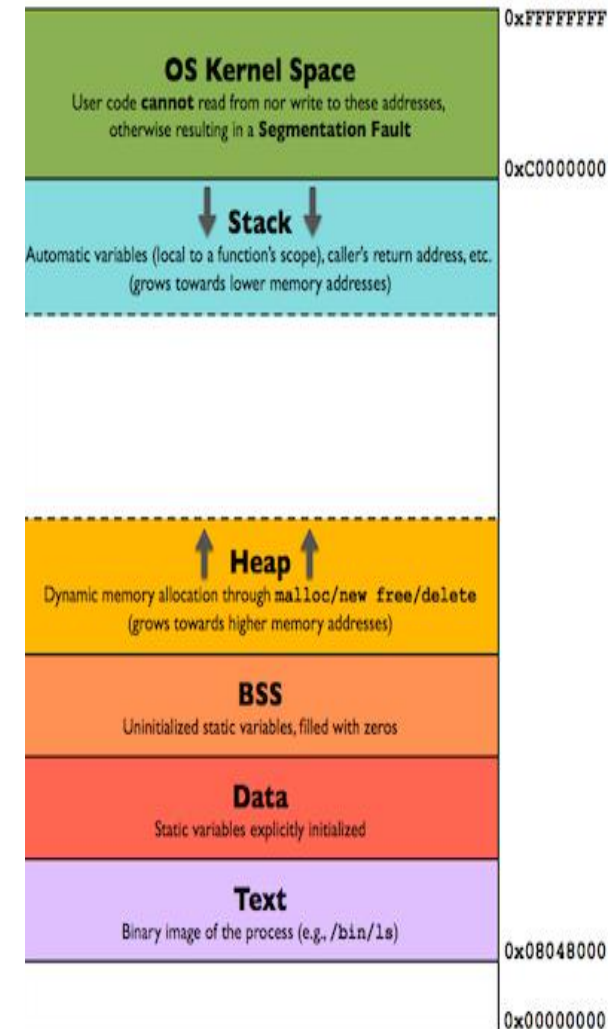 0xFFFFFFFF
OS Kernel Space
User code cannot read from nor write to these addresses,
otherwise resulting in a Segmentation Fault
0xC0000000
Stack
Automatic variables (local to a function's scope), caller's return address, etc.
(grows towards lower memory addresses)
Heap
Dynamic memory allocation through malloc/new free/delete
(grows towards higher memory addresses)
BSS
Uninitialized static variables, filled with zeros
Data
Static variables explicitly initialized
Text
Binary image of the process (e.g., /bin/ls)
0x08048000
0x00000000